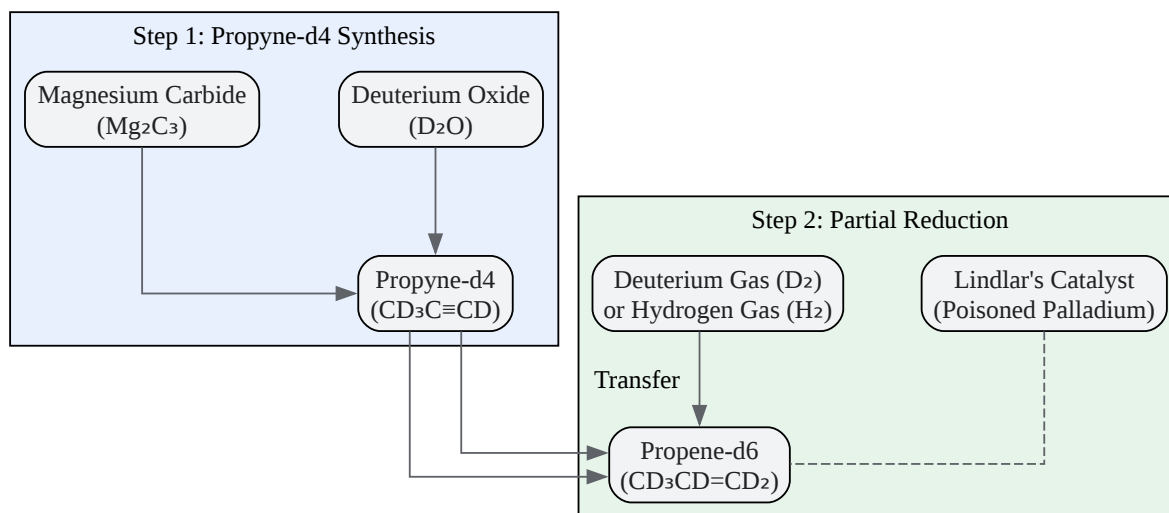 Step 1: Propyne-d4 Synthesis
Magnesium Carbide
(Mg₂C₃)
Deuterium Oxide
(D₂O)
Propyne-d4
(CD₃C≡CD)
Step 2: Partial Reduction
Deuterium Gas (D₂)
or Hydrogen Gas (H₂)
Lindlar's Catalyst
(Poisoned Palladium)
Transfer
Propene-d6
(CD₃CD=CD₂)